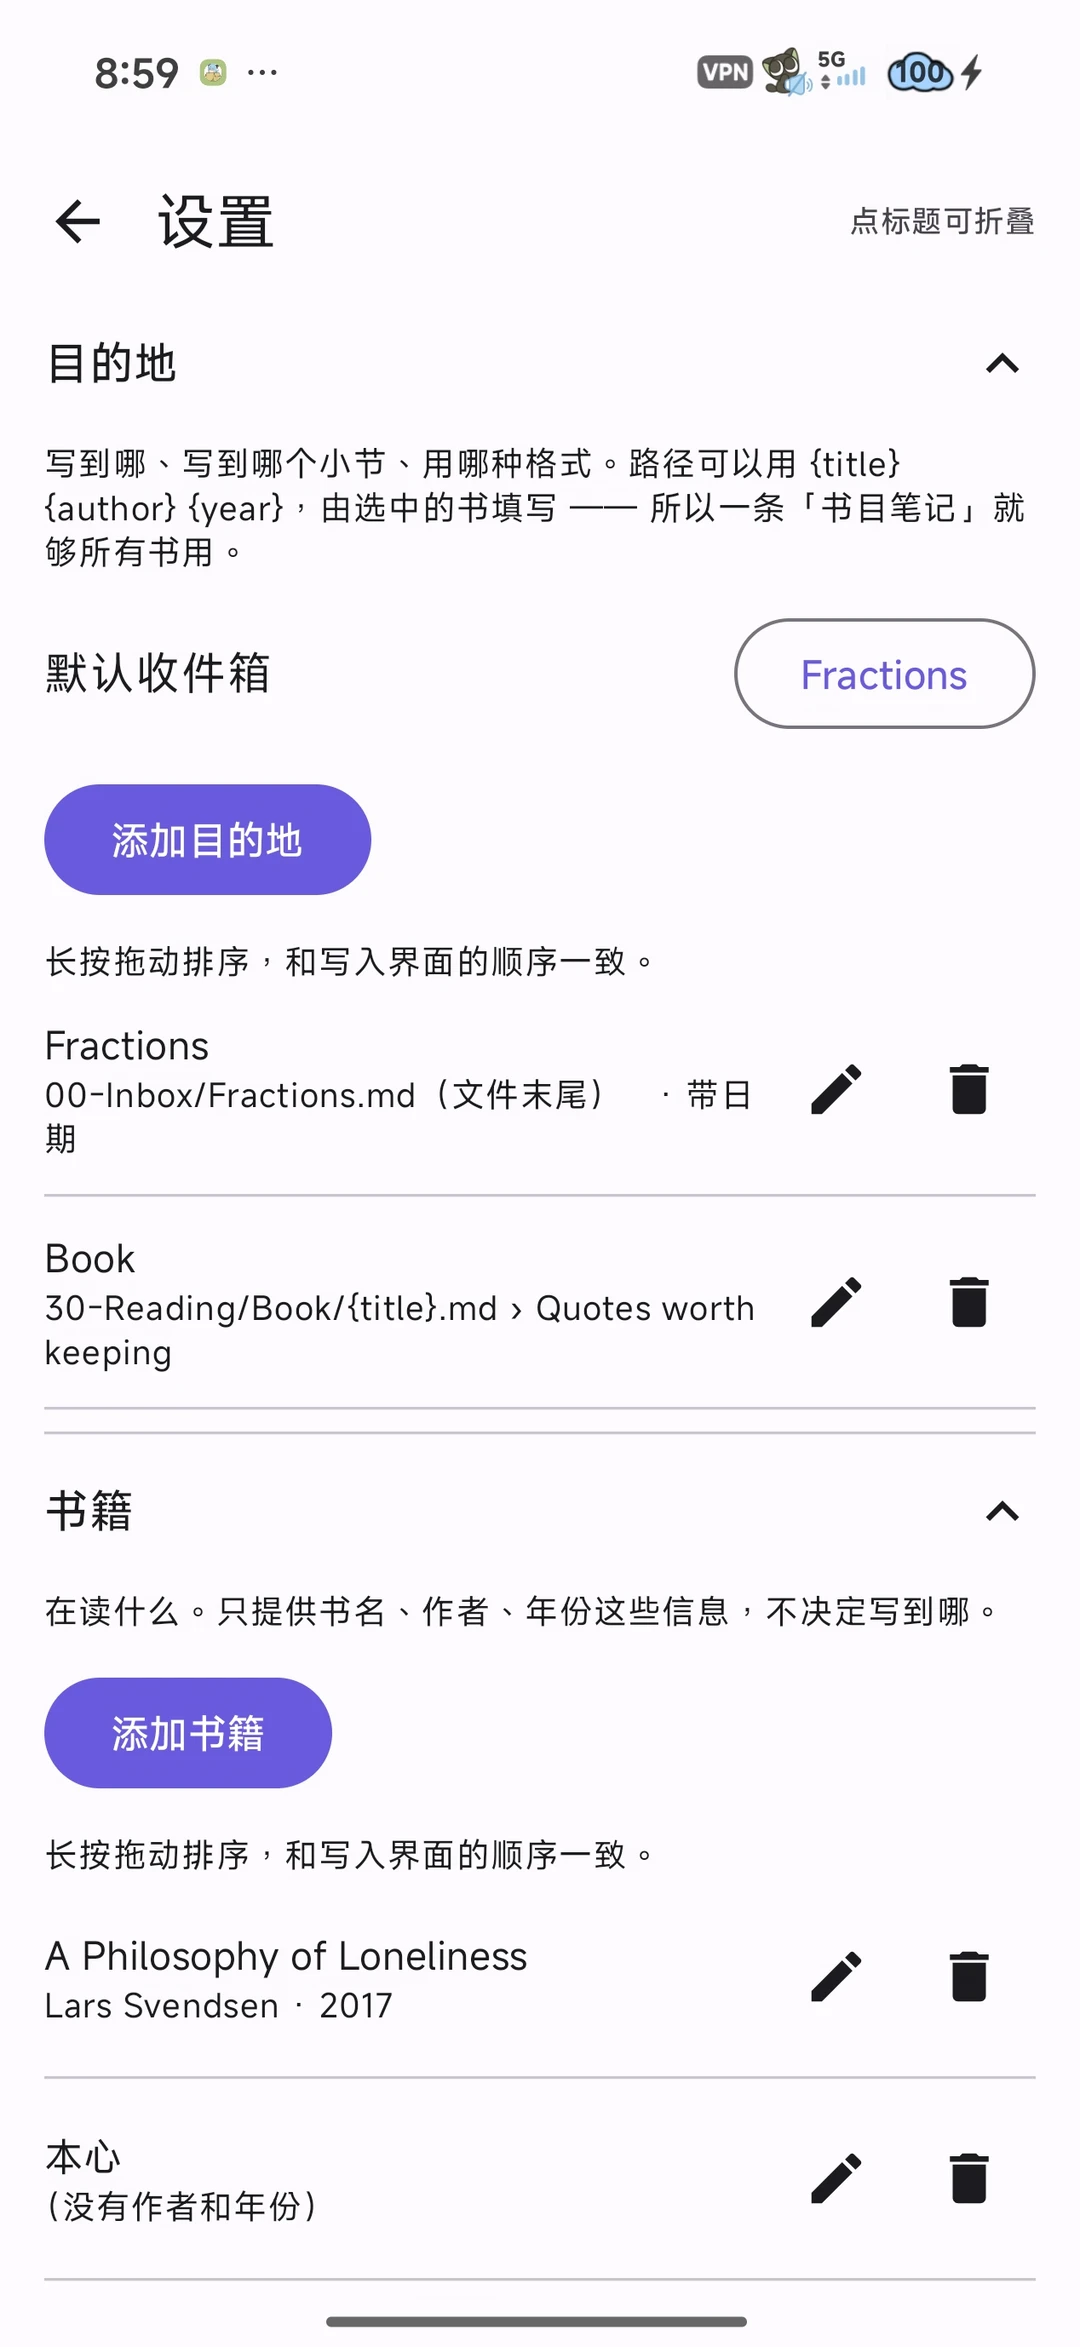 8:59 ...
VPN 5G 100
设置
点标题可折叠
目的地
写到哪、写到哪个小节、用哪种格式。路径可以用 {title}
{author} {year}，由选中的书填写 —— 所以一条「书目笔记」就
够所有书用。
默认收件箱
Fractions
添加目的地
长按拖动排序，和写入界面的顺序一致。
Fractions
00-Inbox/Fractions.md（文件末尾） · 带日
期
Book
30-Reading/Book/{title}.md › Quotes worth
keeping
书籍
在读什么。只提供书名、作者、年份这些信息，不决定写到哪。
添加书籍
长按拖动排序，和写入界面的顺序一致。
A Philosophy of Loneliness
Lars Svendsen · 2017
本心
（没有作者和年份）